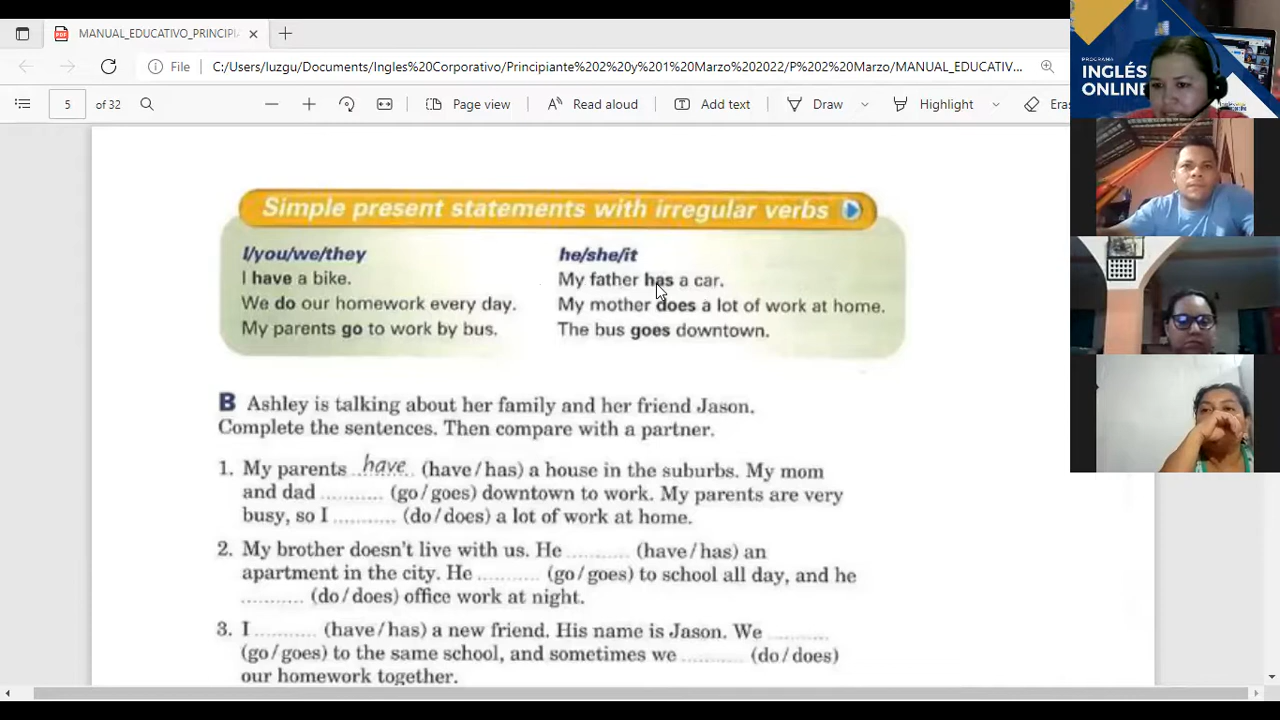 MANUAL_EDUCATIVO_PRINCIPI
File
C:/Users/luzgu/Documents/Ingles%20Corporativo/Principiante%202%20y%201%20Marzo%2022/P%202%20Marzo/MANUAL_EDUCATIV...
5 of 32
Page view
Read aloud
Add text
Draw
Highlight
Eras
PROGRAMA
INGLÉS
ONLINE
Simple present statements with irregular verbs
I/you/we/they
he/she/it
I have a bike.
My father has a car.
We do our homework every day.
My mother does a lot of work at home.
My parents go to work by bus.
The bus goes downtown.
B Ashley is talking about her family and her friend Jason.
Complete the sentences. Then compare with a partner.
1. My parents have (have/has) a house in the suburbs. My mom
and dad ............ (go/goes) downtown to work. My parents are very
busy, so I ............ (do/does) a lot of work at home.
2. My brother doesn't live with us. He ............ (have/has) an
apartment in the city. He ............ (go/goes) to school all day, and he
............ (do/does) office work at night.
3. I ............ (have/has) a new friend. His name is Jason. We ............
(go/goes) to the same school, and sometimes we ............ (do/does)
our homework together.